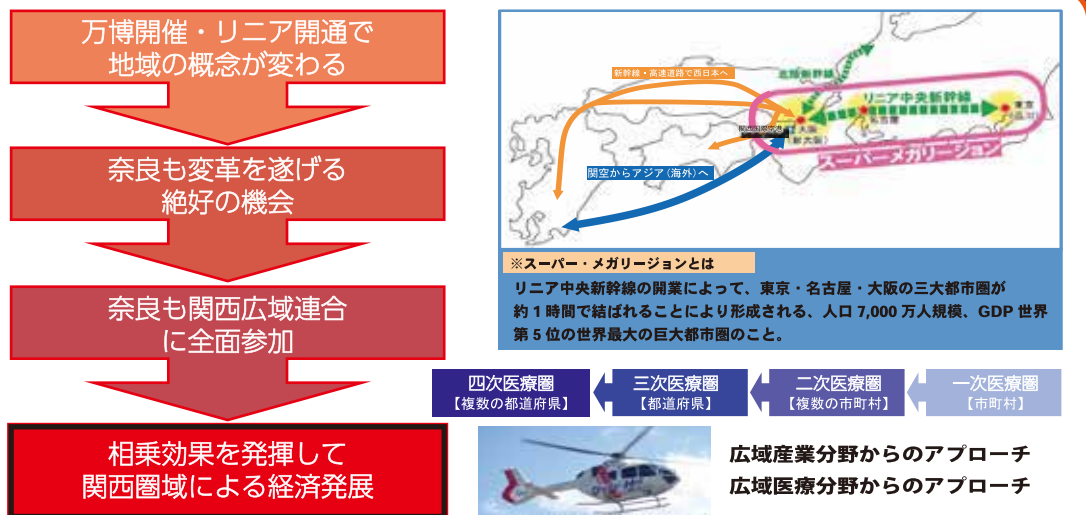 万博開催・リニア開通で
地域の概念が変わる
奈良も変革を遂げる
絶好の機会
奈良も関西広域連合
に全面参加
相乗効果を発揮して
関西圏域による経済発展
新幹線・高速道路で西日本へ
北陸新幹線
リニア中央新幹線
東京
(品川)
名古屋
関西国際空港
大阪
(新大阪)
スーパーメガリージョン
関空からアジア(海外)へ
※スーパー・メガリージョンとは
リニア中央新幹線の開業によって、東京・名古屋・大阪の三大都市圏が
約1時間で結ばれることにより形成される、人口7,000万人規模、GDP世界
第5位の世界最大の巨大都市圏のこと。
四次医療圏
【複数の都道府県】
三次医療圏
【都道府県】
二次医療圏
【複数の市町村】
一次医療圏
【市町村】
広域産業分野からのアプローチ
広域医療分野からのアプローチ